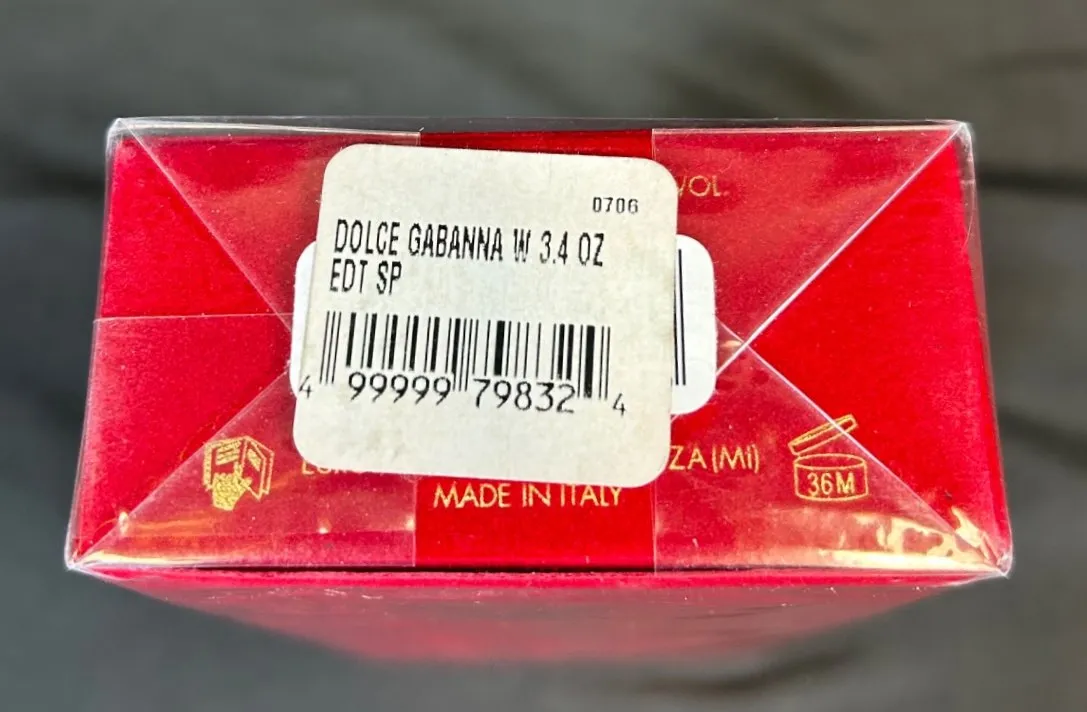 VOL.
0706
DOLCE GABANNA W 3.4 OZ
EDT SP
4 99999 79832 4
ZA (MI)
MADE IN ITALY
36M